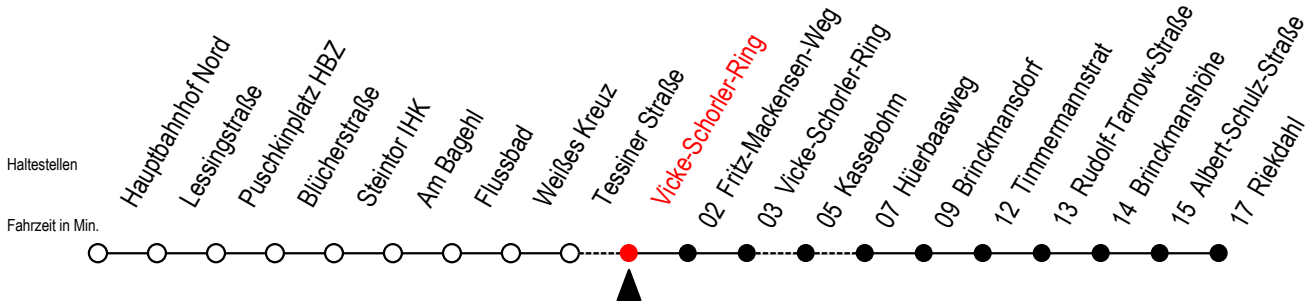 Haltestellen
Fahrzeit in Min.
Hauptbahnhof Nord
Lessingstraße
Puschkinplatz HBZ
Blücherstraße
Steintor IHK
Am Bagehl
Flussbad
Weißes Kreuz
Tessiner Straße
Vicke-Schorler-Ring
02 Fritz-Mackensen-Weg
03 Vicke-Schorler-Ring
05 Kassebohm
07 Hüerbaasweg
09 Brinckmansdorf
12 Timmermannstrat
13 Rudolf-Tarnow-Straße
14 Brinckmanshöhe
15 Albert-Schulz-Straße
17 Riekdahl